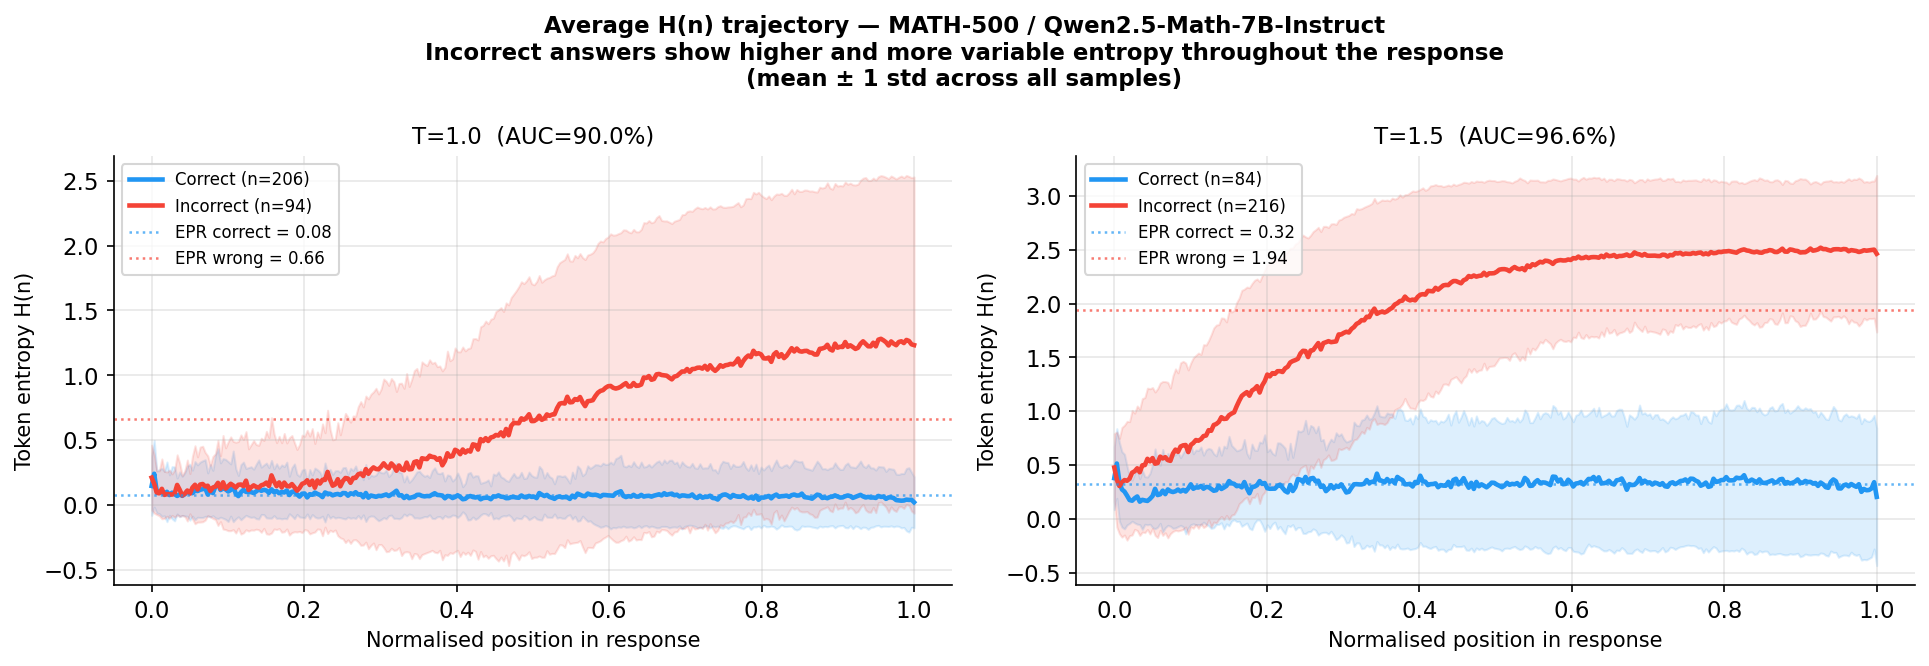 Average H(n) trajectory — MATH-500 / Qwen2.5-Math-7B-Instruct
Incorrect answers show higher and more variable entropy throughout the response
(mean ± 1 std across all samples)
T=1.0  (AUC=90.0%)
Token entropy H(n)
2.5
2.0
1.5
1.0
0.5
0.0
−0.5
Correct (n=206)
Incorrect (n=94)
EPR correct = 0.08
EPR wrong = 0.66
0.0 0.2 0.4 0.6 0.8 1.0
Normalised position in response
T=1.5  (AUC=96.6%)
Token entropy H(n)
3.0
2.5
2.0
1.5
1.0
0.5
0.0
−0.5
Correct (n=84)
Incorrect (n=216)
EPR correct = 0.32
EPR wrong = 1.94
0.0 0.2 0.4 0.6 0.8 1.0
Normalised position in response